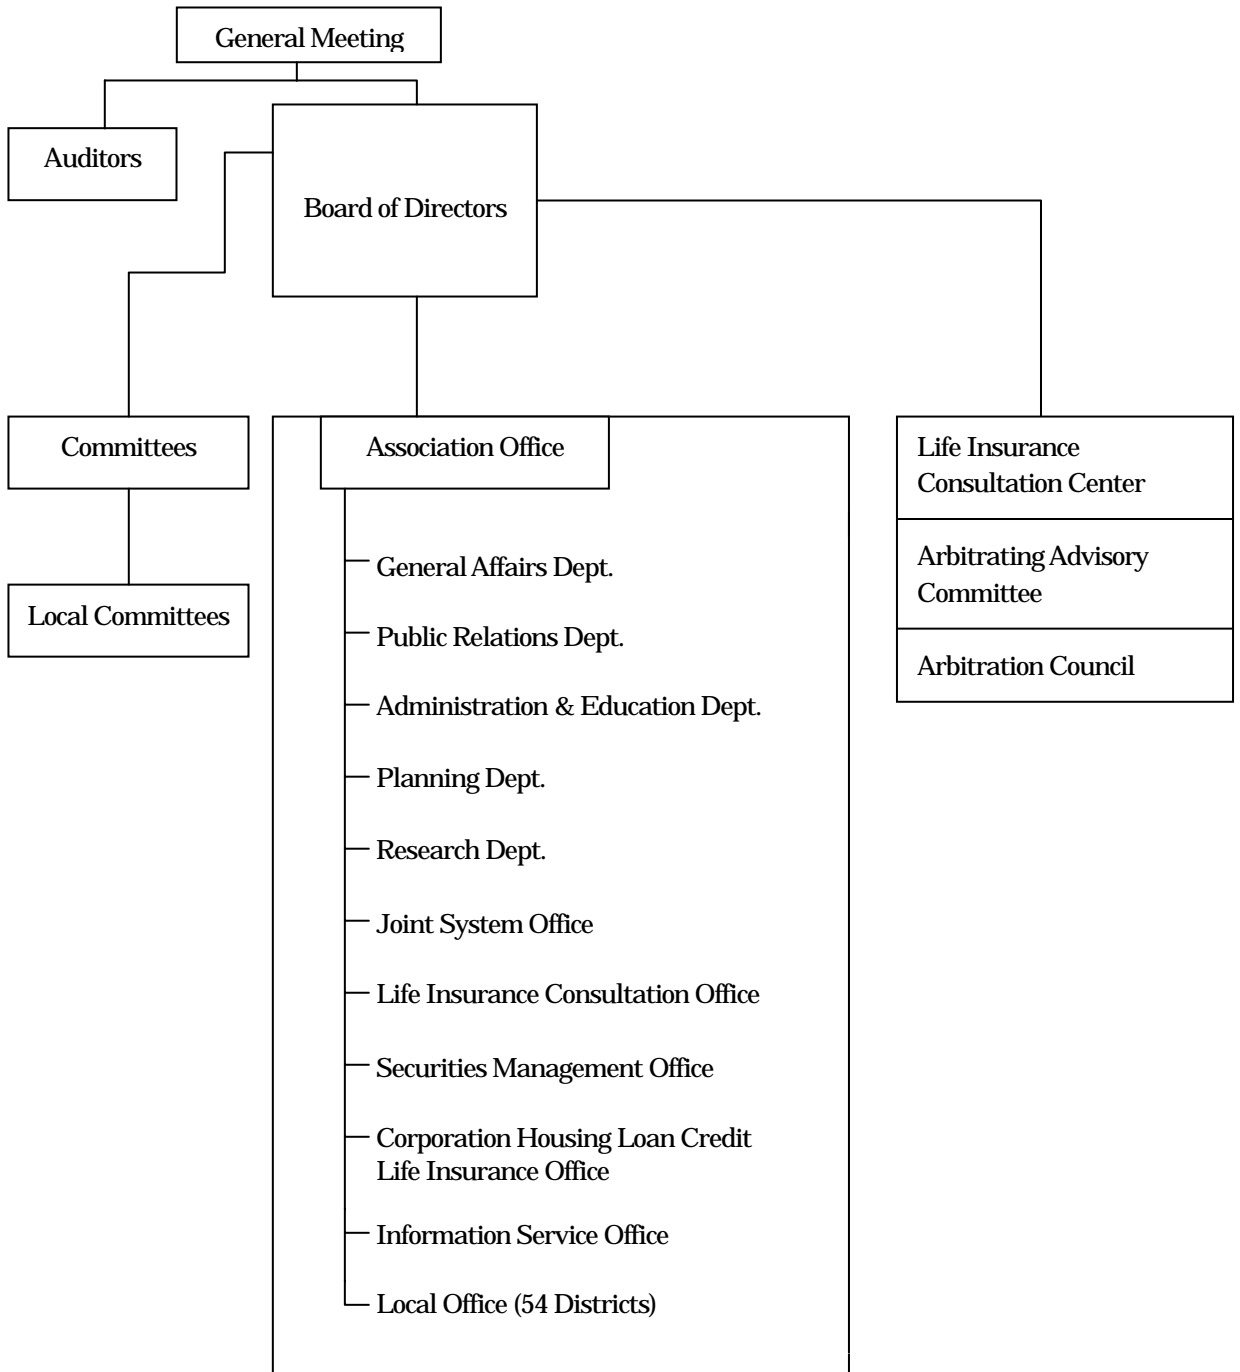 General Meeting
Auditors
Board of Directors
Committees
Local Committees
Association Office
General Affairs Dept.
Public Relations Dept.
Administration & Education Dept.
Planning Dept.
Research Dept.
Joint System Office
Life Insurance Consultation Office
Securities Management Office
Corporation Housing Loan Credit
Life Insurance Office
Information Service Office
Local Office (54 Districts)
Life Insurance
Consultation Center
Arbitrating Advisory
Committee
Arbitration Council